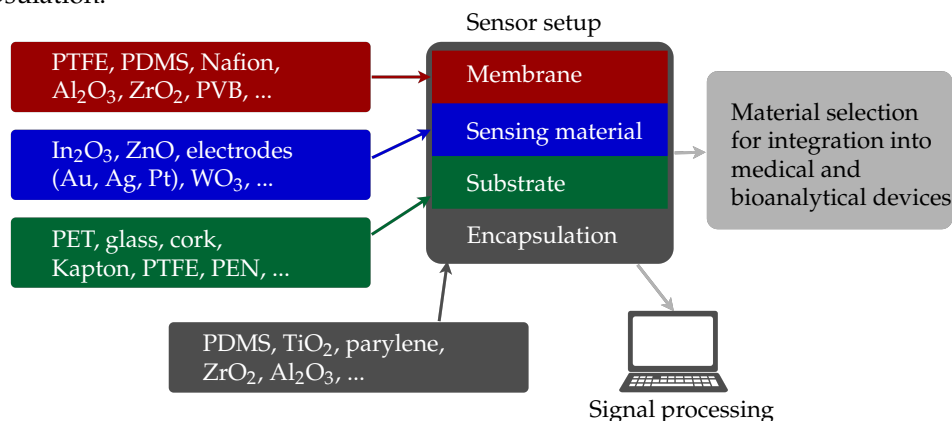 Sensor setup
PTFE, PDMS, Nafion,
Al₂O₃, ZrO₂, PVB, ...
In₂O₃, ZnO, electrodes
(Au, Ag, Pt), WO₃, ...
PET, glass, cork,
Kapton, PTFE, PEN, ...
PDMS, TiO₂, parylene,
ZrO₂, Al₂O₃, ...
Membrane
Sensing material
Substrate
Encapsulation
Material selection
for integration into
medical and
bioanalytical devices
Signal processing